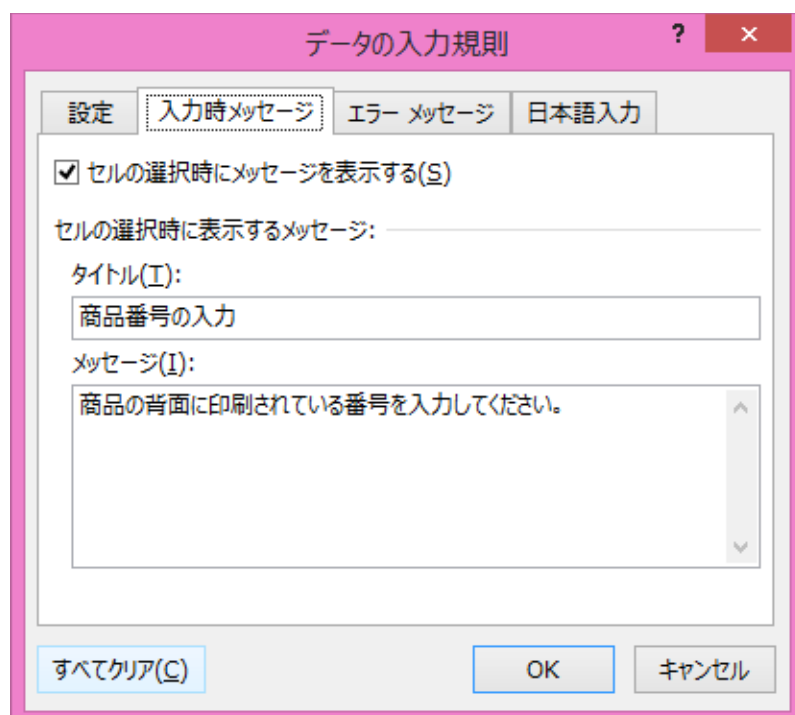 データの入力規則 ? ×
設定 入力時メッセージ エラー メッセージ 日本語入力
セルの選択時にメッセージを表示する(S)
セルの選択時に表示するメッセージ:
タイトル(T):
商品番号の入力
メッセージ(I):
商品の背面に印刷されている番号を入力してください。
すべてクリア(C) OK キャンセル